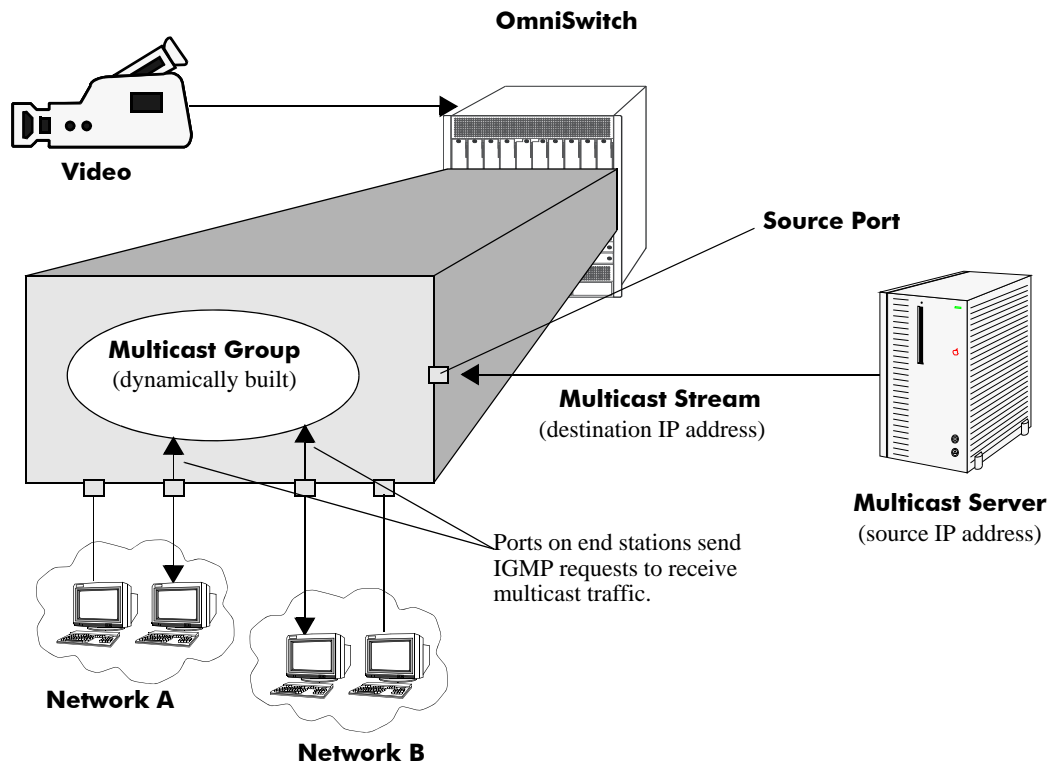 OmniSwitch
Video
Source Port
Multicast Group
(dynamically built)
Multicast Stream
(destination IP address)
Multicast Server
(source IP address)
Ports on end stations send
IGMP requests to receive
multicast traffic.
Network A
Network B